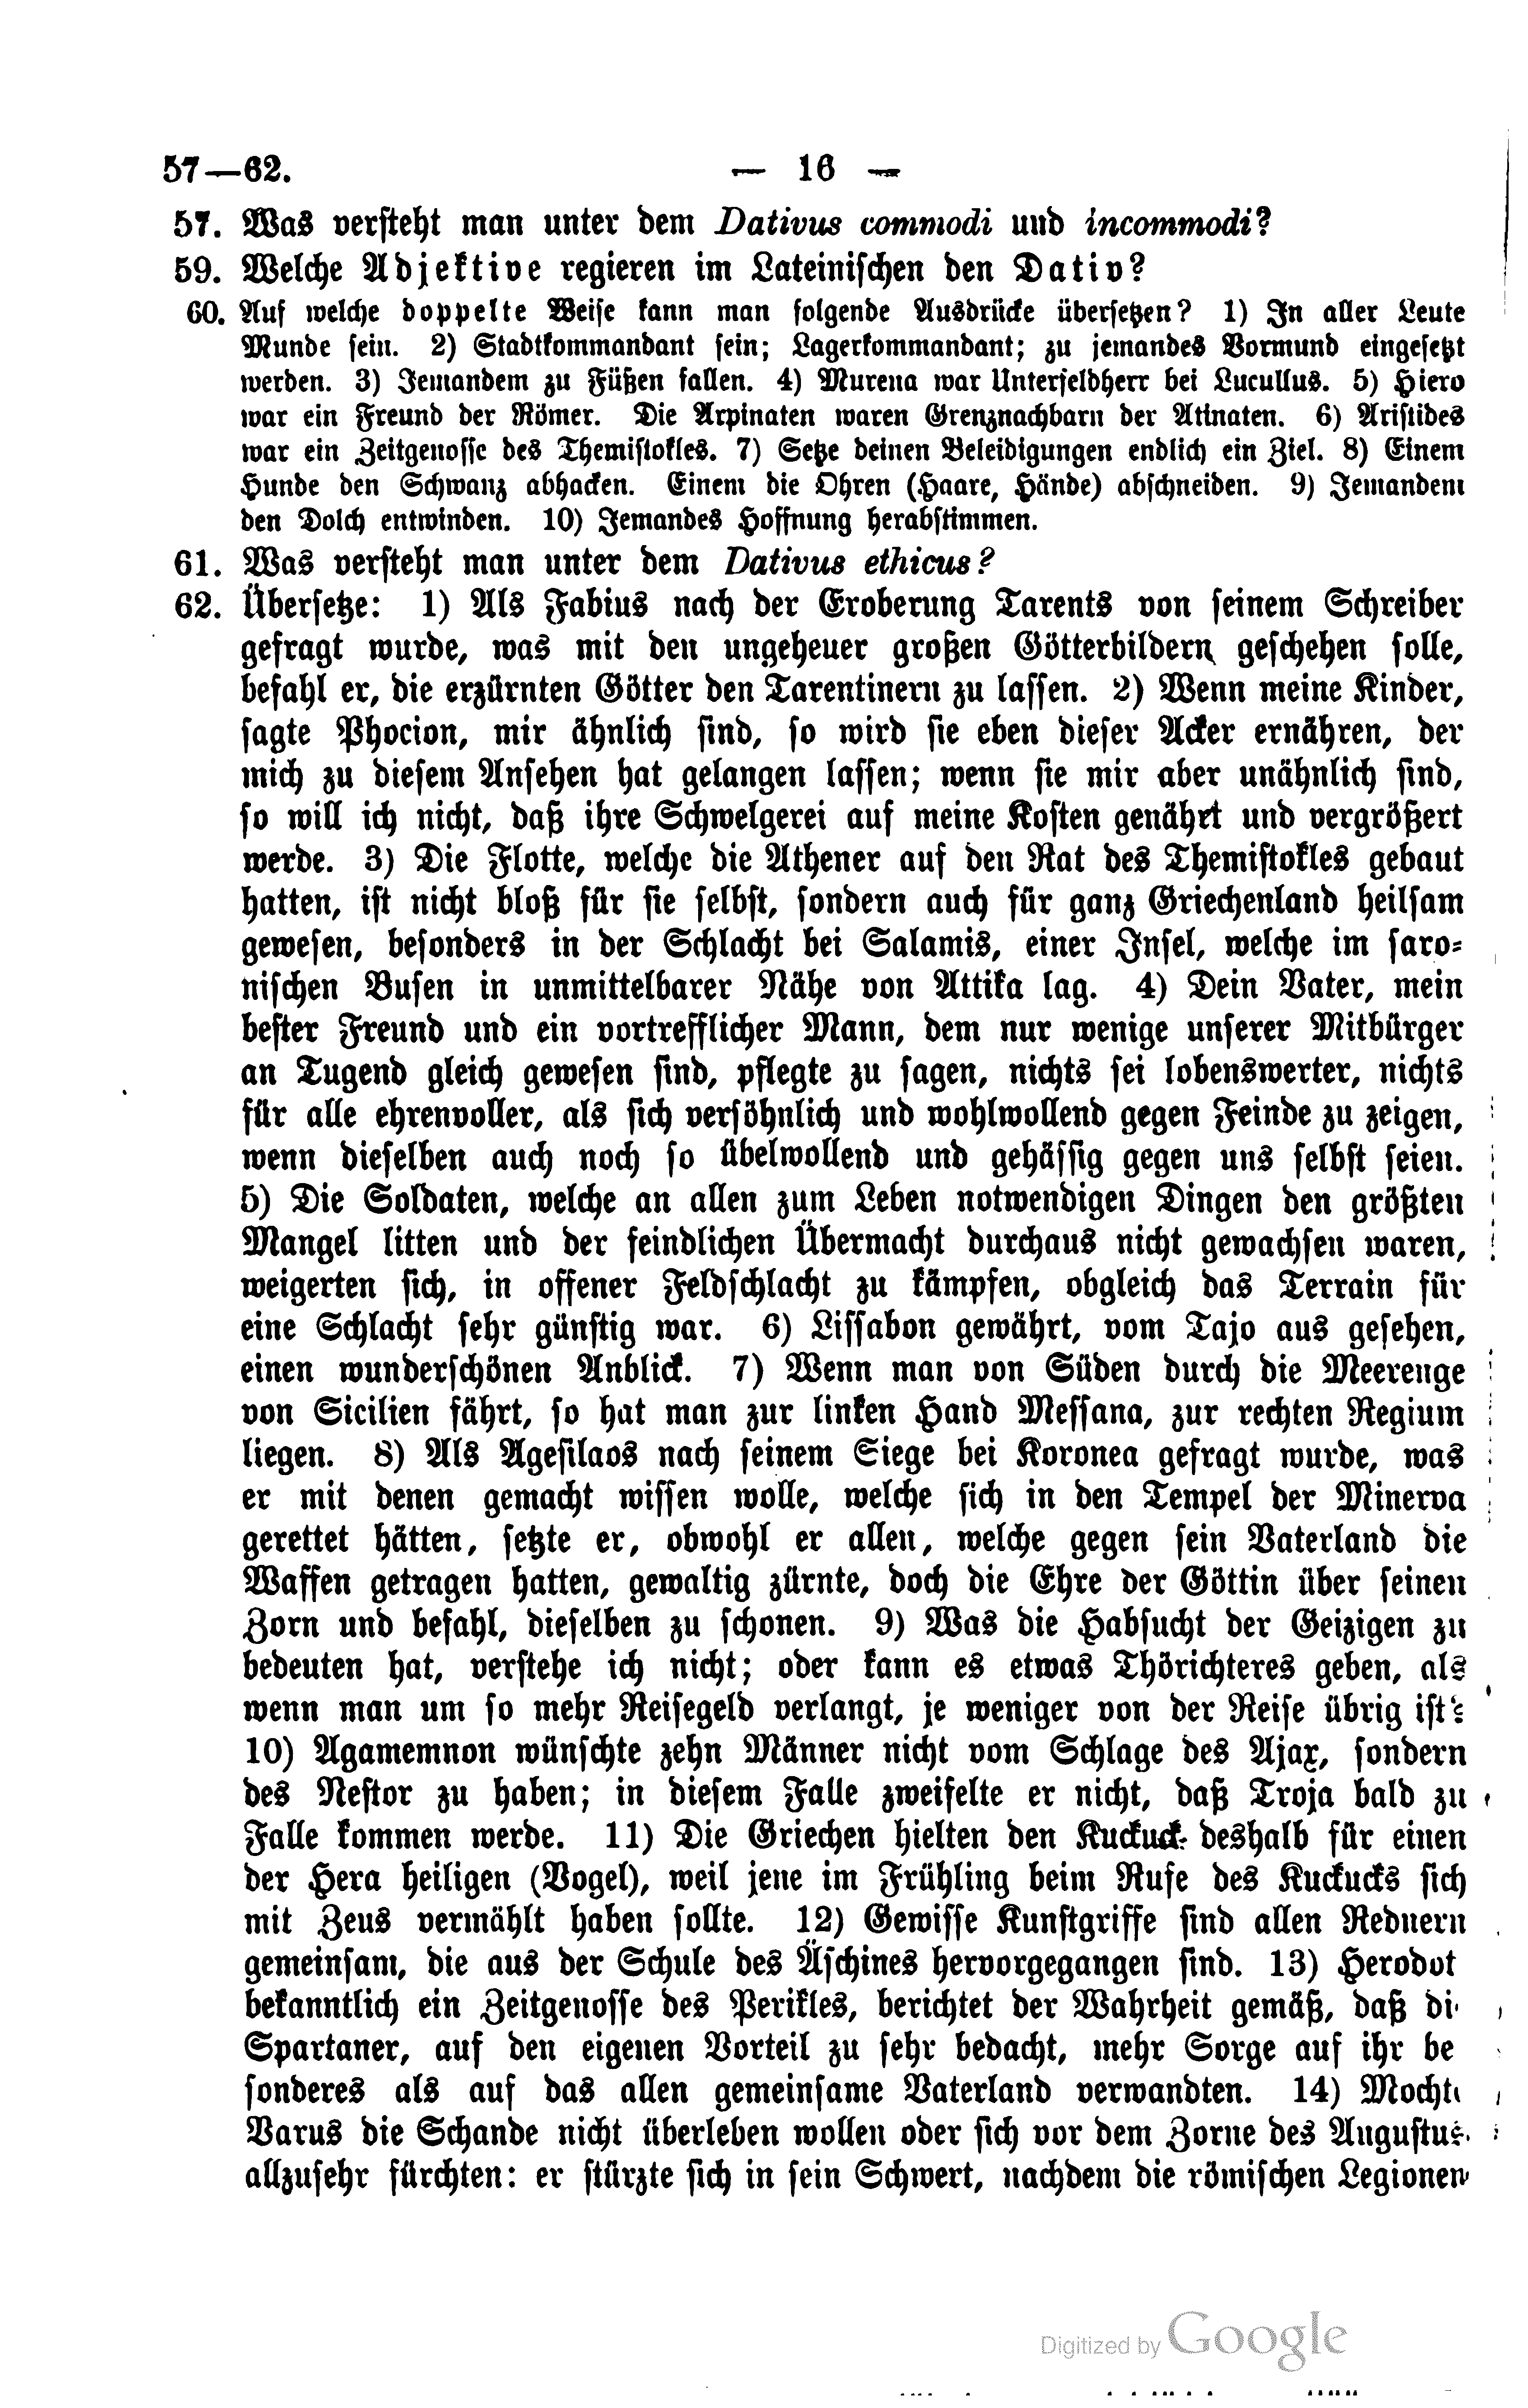 57—62.
— 16 —
57. Was versteht man unter dem Dativus commodi und incommodi?
59. Welche Adjektive regieren im Lateinischen den Dativ?
60. Auf welche doppelte Weise kann man folgende Ausdrücke übersetzen? 1) In aller Leute
Munde sein. 2) Stadtkommandant sein; Lagerkommandant; zu jemandes Vormund eingesetzt
werden. 3) Jemandem zu Füßen fallen. 4) Murena war Unterfeldherr bei Lucullus. 5) Hiero
war ein Freund der Römer. Die Arpinaten waren Grenznachbarn der Atinaten. 6) Aristides
war ein Zeitgenosse des Themistokles. 7) Setze deinen Beleidigungen endlich ein Ziel. 8) Einem
Hunde den Schwanz abhacken. Einem die Ohren (Haare, Hände) abschneiden. 9) Jemandem
den Dolch entwinden. 10) Jemandes Hoffnung herabstimmen.
61. Was versteht man unter dem Dativus ethicus?
62. Übersetze: 1) Als Fabius nach der Eroberung Tarents von seinem Schreiber
gefragt wurde, was mit den ungeheuer großen Götterbildern geschehen solle,
befahl er, die erzürnten Götter den Tarentinern zu lassen. 2) Wenn meine Kinder,
sagte Phocion, mir ähnlich sind, so wird sie eben dieser Acker ernähren, der
mich zu diesem Ansehen hat gelangen lassen; wenn sie mir aber unähnlich sind,
so will ich nicht, daß ihre Schwelgerei auf meine Kosten genährt und vergrößert
werde. 3) Die Flotte, welche die Athener auf den Rat des Themistokles gebaut
hatten, ist nicht bloß für sie selbst, sondern auch für ganz Griechenland heilsam
gewesen, besonders in der Schlacht bei Salamis, einer Insel, welche im saro-
nischen Busen in unmittelbarer Nähe von Attika lag. 4) Dein Vater, mein
bester Freund und ein vortrefflicher Mann, dem nur wenige unserer Mitbürger
an Tugend gleich gewesen sind, pflegte zu sagen, nichts sei lobenswerter, nichts
für alle ehrenvoller, als sich versöhnlich und wohlwollend gegen Feinde zu zeigen,
wenn dieselben auch noch so übelwollend und gehässig gegen uns selbst seien.
5) Die Soldaten, welche an allen zum Leben notwendigen Dingen den größten
Mangel litten und der feindlichen Übermacht durchaus nicht gewachsen waren,
weigerten sich, in offener Feldschlacht zu kämpfen, obgleich das Terrain für
eine Schlacht sehr günstig war. 6) Lissabon gewährt, vom Tajo aus gesehen,
einen wunderschönen Anblick. 7) Wenn man von Süden durch die Meerenge
von Sicilien fährt, so hat man zur linken Hand Messana, zur rechten Regium
liegen. 8) Als Agesilaos nach seinem Siege bei Koronea gefragt wurde, was
er mit denen gemacht wissen wolle, welche sich in den Tempel der Minerva
gerettet hätten, setzte er, obwohl er allen, welche gegen sein Vaterland die
Waffen getragen hatten, gewaltig zürnte, doch die Ehre der Göttin über seinen
Zorn und befahl, dieselben zu schonen. 9) Was die Habsucht der Geizigen zu
bedeuten hat, verstehe ich nicht; oder kann es etwas Thörichteres geben, als
wenn man um so mehr Reisegeld verlangt, je weniger von der Reise übrig ist?
10) Agamemnon wünschte zehn Männer nicht vom Schlage des Ajax, sondern
des Nestor zu haben; in diesem Falle zweifelte er nicht, daß Troja bald zu
Falle kommen werde. 11) Die Griechen hielten den Kuckuck deshalb für einen
der Hera heiligen (Vogel), weil jene im Frühling beim Rufe des Kuckucks sich
mit Zeus vermählt haben sollte. 12) Gewisse Kunstgriffe sind allen Rednern
gemeinsam, die aus der Schule des Äschines hervorgegangen sind. 13) Herodot
bekanntlich ein Zeitgenosse des Perikles, berichtet der Wahrheit gemäß, daß di
Spartaner, auf den eigenen Vorteil zu sehr bedacht, mehr Sorge auf ihr be
sonderes als auf das allen gemeinsame Vaterland verwandten. 14) Mocht
Varus die Schande nicht überleben wollen oder sich vor dem Zorne des Augustus
allzusehr fürchten: er stürzte sich in sein Schwert, nachdem die römischen Legionen
Digitized by Google